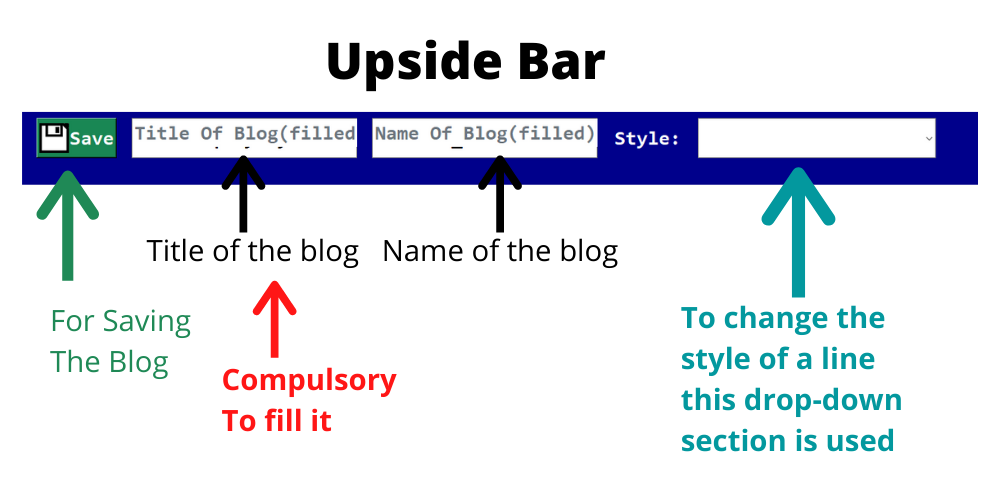 Upside Bar
Save
Title Of Blog(filled
Name Of Blog(filled)
Style:
Title of the blog
Name of the blog
For Saving
The Blog
Compulsory
To fill it
To change the
style of a line
this drop-down
section is used